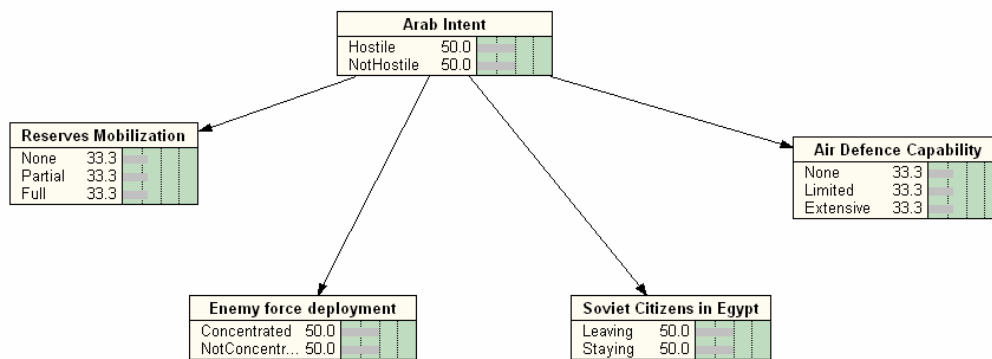 Arab Intent
Hostile 50.0
NotHostile 50.0
Reserves Mobilization
None 33.3
Partial 33.3
Full 33.3
Air Defence Capability
None 33.3
Limited 33.3
Extensive 33.3
Enemy force deployment
Concentrated 50.0
NotConcentr... 50.0
Soviet Citizens in Egypt
Leaving 50.0
Staying 50.0